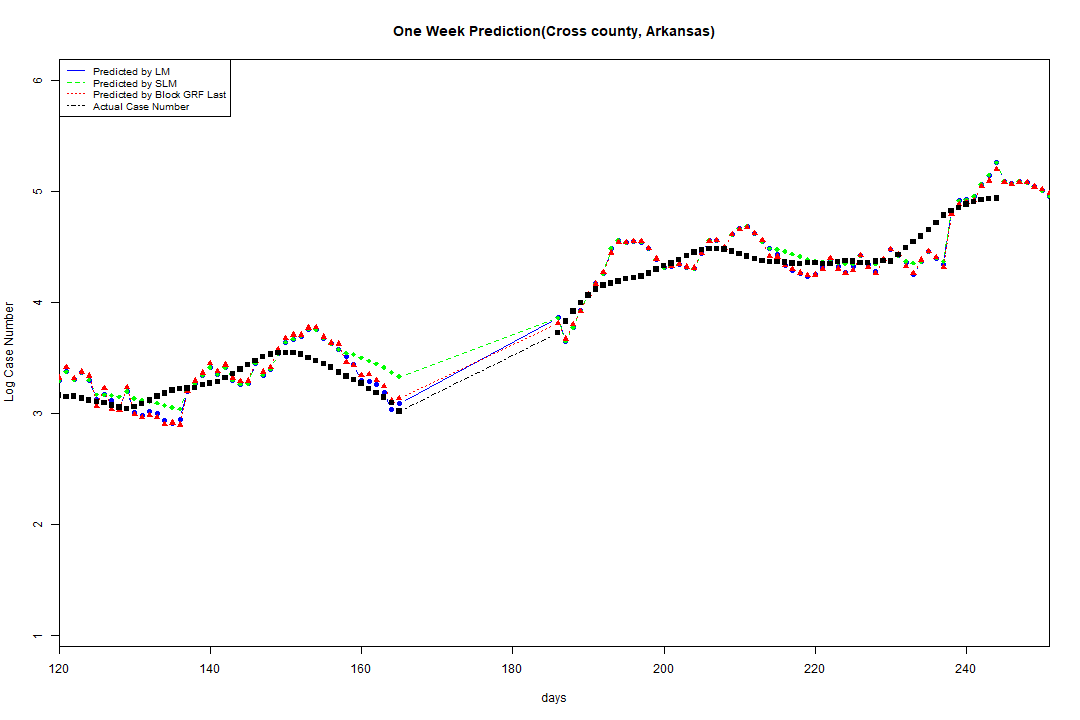 One Week Prediction(Cross county, Arkansas)
Predicted by LM
Predicted by SLM
Predicted by Block GRF Last
Actual Case Number
6
5
4
3
2
1
Log Case Number
120 140 160 180 200 220 240
days